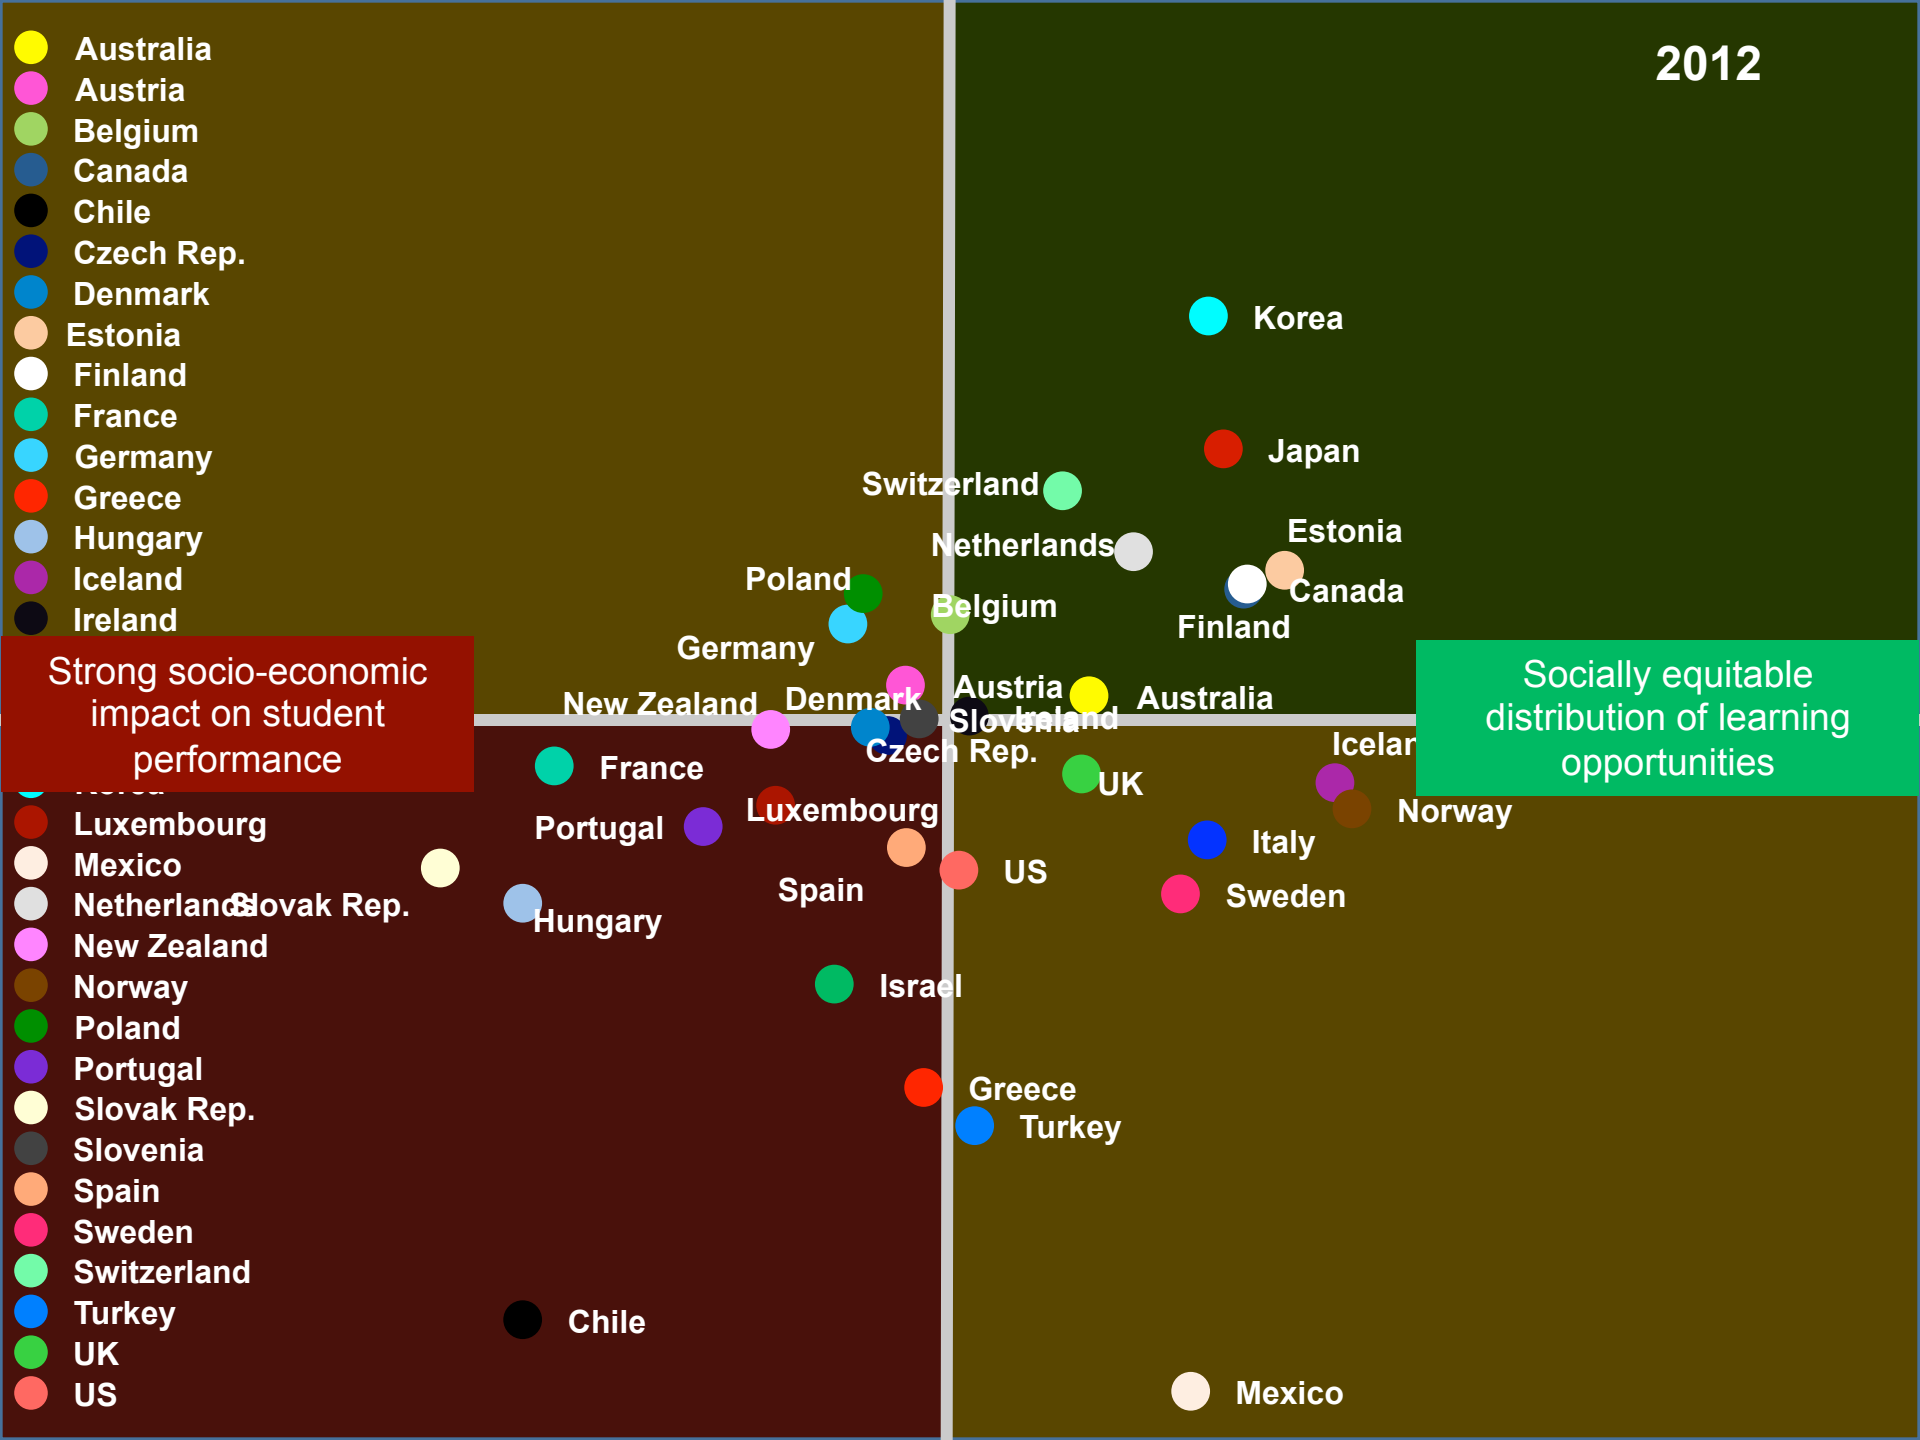 Australia
Austria
Belgium
Canada
Chile
Czech Rep.
Denmark
Estonia
Finland
France
Germany
Greece
Hungary
Iceland
Ireland
Strong socio-economic
impact on student
performance
Luxembourg
Mexico
Netherlands
New Zealand
Norway
Poland
Portugal
Slovak Rep.
Slovenia
Spain
Sweden
Switzerland
Turkey
UK
US
2012
Korea
Japan
Switzerland
Estonia
Netherlands
Poland
Canada
Belgium
Finland
Germany
Austria
New Zealand
Denmark
Australia
Ireland
Slovenia
Czech Rep.
Socially equitable
distribution of learning
opportunities
France
UK
Luxembourg
Norway
Portugal
Italy
US
Spain
Sweden
Slovak Rep.
Hungary
Israel
Greece
Turkey
Chile
Mexico